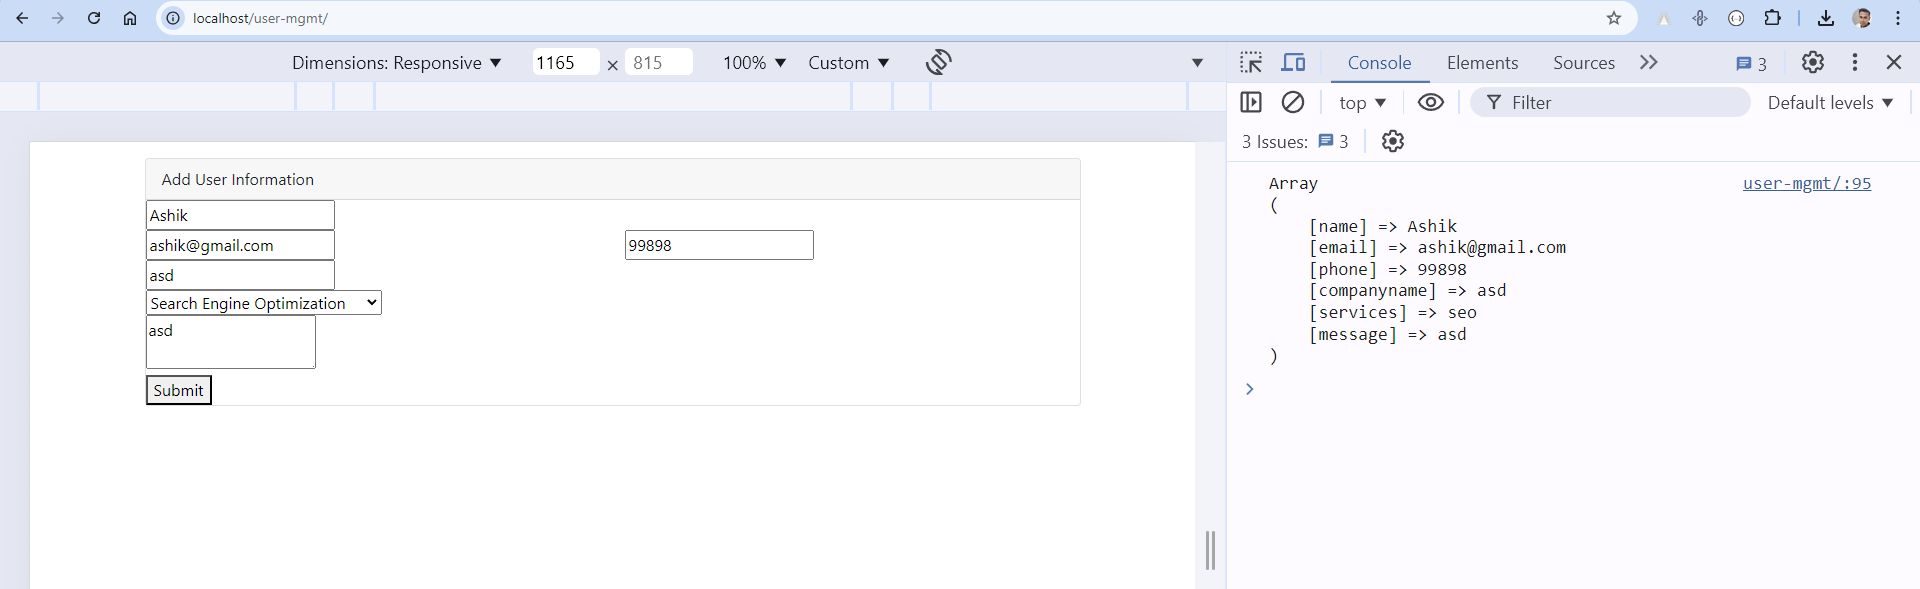 localhost/user-mgmt/
Dimensions: Responsive ▼ 1165 × 815 100% ▼ Custom ▼
Console Elements Sources 3
top ▼ Filter Default levels ▼
3 Issues: 3
Add User Information
Ashik
ashik@gmail.com 99898
asd
Search Engine Optimization
asd
Submit
Array user-mgmt/:95
(
[name] => Ashik
[email] => ashik@gmail.com
[phone] => 99898
[companyname] => asd
[services] => seo
[message] => asd
)